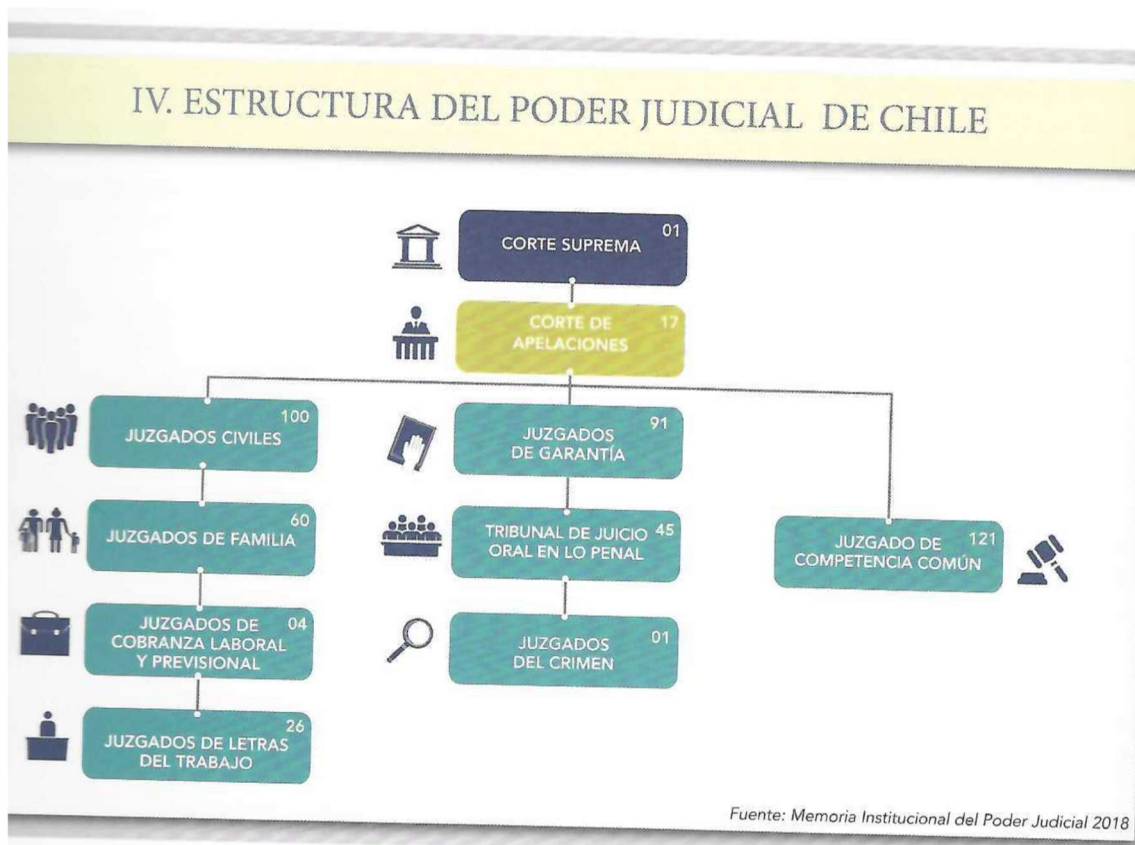 IV. ESTRUCTURA DEL PODER JUDICIAL DE CHILE
CORTE SUPREMA
01
CORTE DE
APELACIONES
17
JUZGADOS CIVILES
100
JUZGADOS DE FAMILIA
60
JUZGADOS DE
COBRANZA LABORAL
Y PREVISIONAL
04
JUZGADOS DE LETRAS
DEL TRABAJO
26
JUZGADOS
DE GARANTÍA
91
TRIBUNAL DE JUICIO
ORAL EN LO PENAL
45
JUZGADOS
DEL CRIMEN
01
JUZGADO DE
COMPETENCIA COMÚN
121
Fuente: Memoria Institucional del Poder Judicial 2018